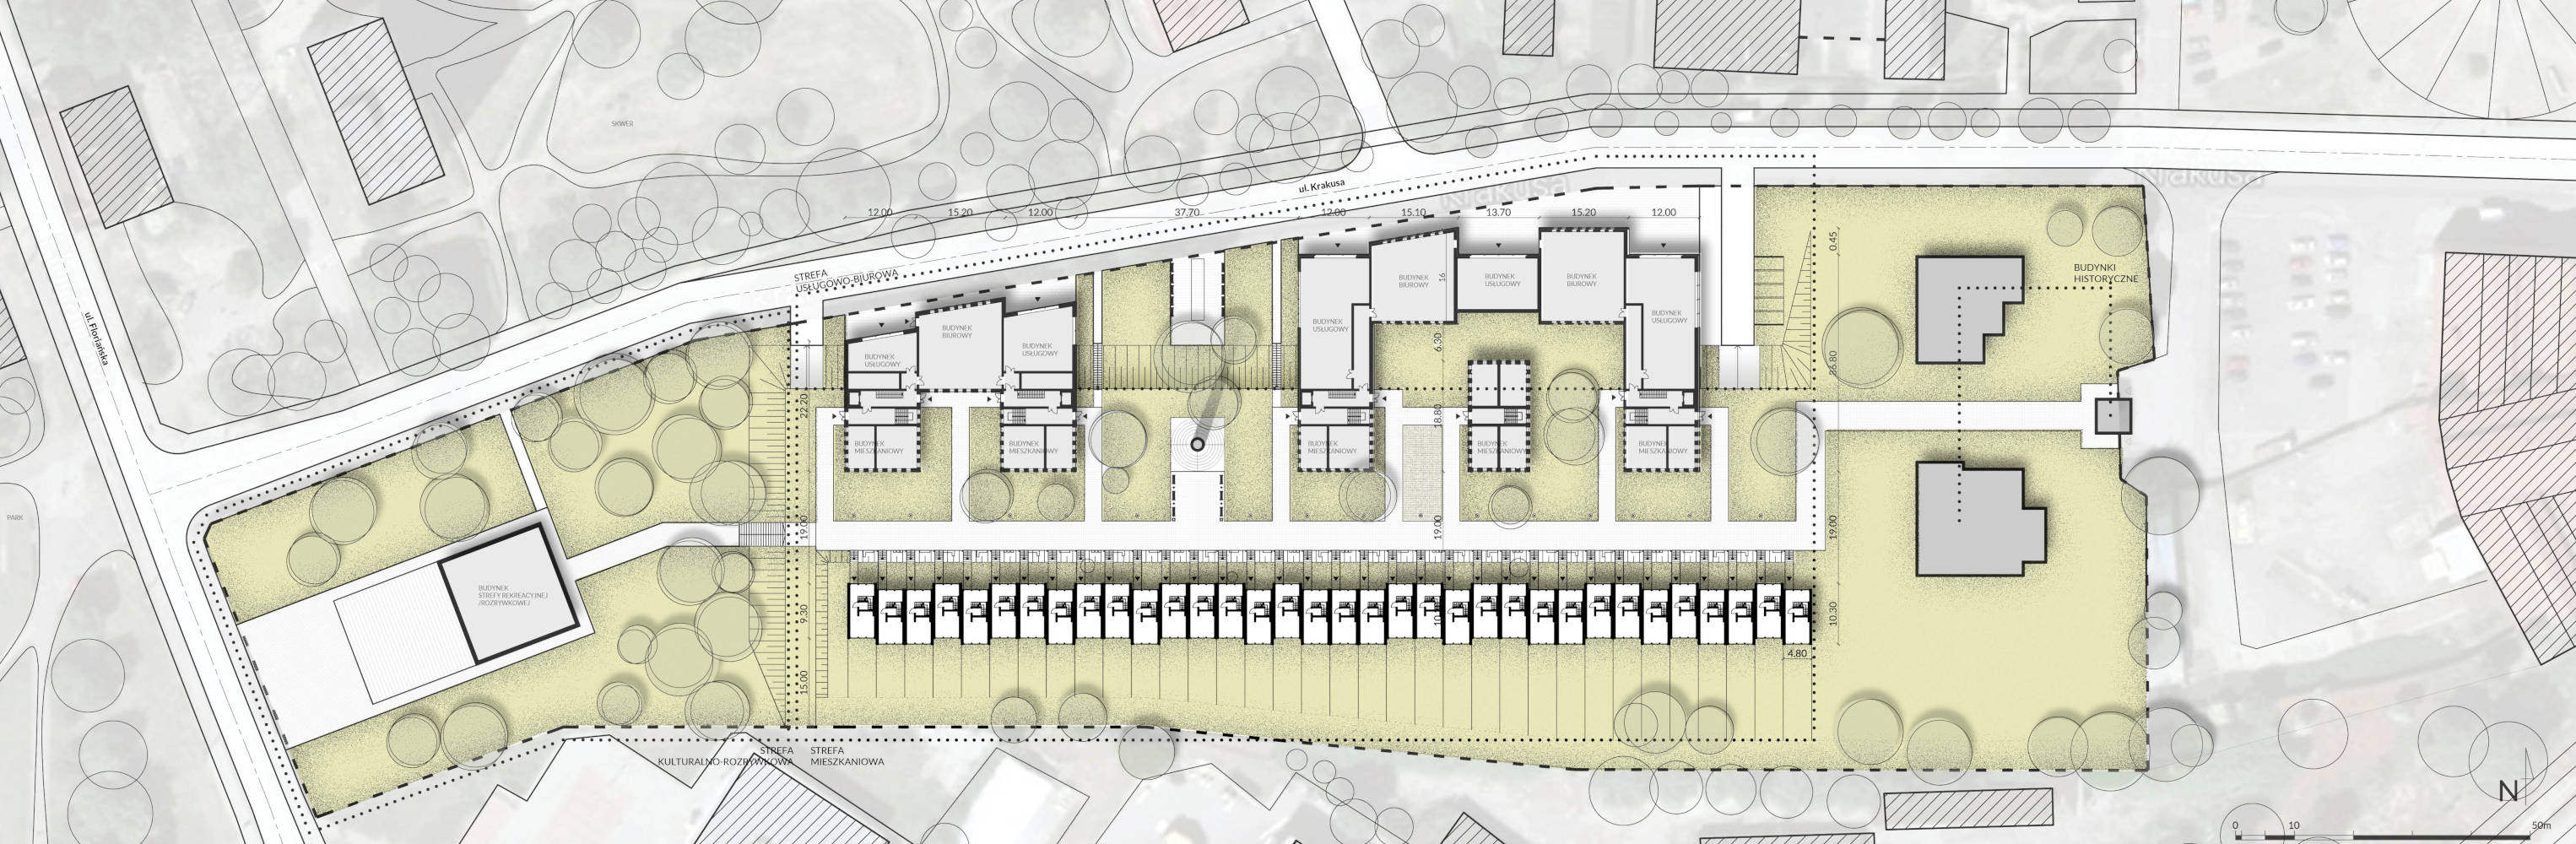 SKWER
ul. Krakusa
Krakusa
Krakusa
12.00
15.20
12.00
37.70
12.00
15.10
13.70
15.20
12.00
STREFA
USŁUGOWO-BIUROWA
BUDYNKI
HISTORYCZNE
0.45
BUDYNEK
BIUROWY
16
BUDYNEK
USŁUGOWY
BUDYNEK
BIUROWY
BUDYNEK
USŁUGOWY
BUDYNEK
USŁUGOWY
BUDYNEK
BIUROWY
BUDYNEK
USŁUGOWY
BUDYNEK
USŁUGOWY
ul. Floriańska
6.30
36.80
22.20
18.80
BUDYNEK
MIESZKANIOWY
BUDYNEK
MIESZKANIOWY
BUDYNEK
MIESZKANIOWY
BUDYNEK
MIESZKANIOWY
BUDYNEK
MIESZKANIOWY
PARK
19.00
19.00
19.00
BUDYNEK
STREFY REKREACYJNEJ
/ROZRYWKOWEJ
9.30
10.30
4.80
15.00
STREFA
KULTURALNO-ROZRYWKOWA
STREFA
MIESZKANIOWA
N
0
10
50m